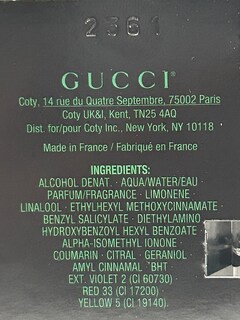 2361
GUCCI®
Coty, 14 rue du Quatre Septembre, 75002 Paris
Coty UK&I, Kent, TN25 4AQ
Dist. for/pour Coty Inc., New York, NY 10118
Made in France / Fabriqué en France
INGREDIENTS:
ALCOHOL DENAT. · AQUA/WATER/EAU ·
PARFUM/FRAGRANCE · LIMONENE ·
LINALOOL · ETHYLHEXYL METHOXYCINNAMATE ·
BENZYL SALICYLATE · DIETHYLAMINO
HYDROXYBENZOYL HEXYL BENZOATE ·
ALPHA-ISOMETHYL IONONE ·
COUMARIN · CITRAL · GERANIOL ·
AMYL CINNAMAL · BHT ·
EXT. VIOLET 2 (CI 60730) ·
RED 33 (CI 17200) ·
YELLOW 5 (CI 19140).